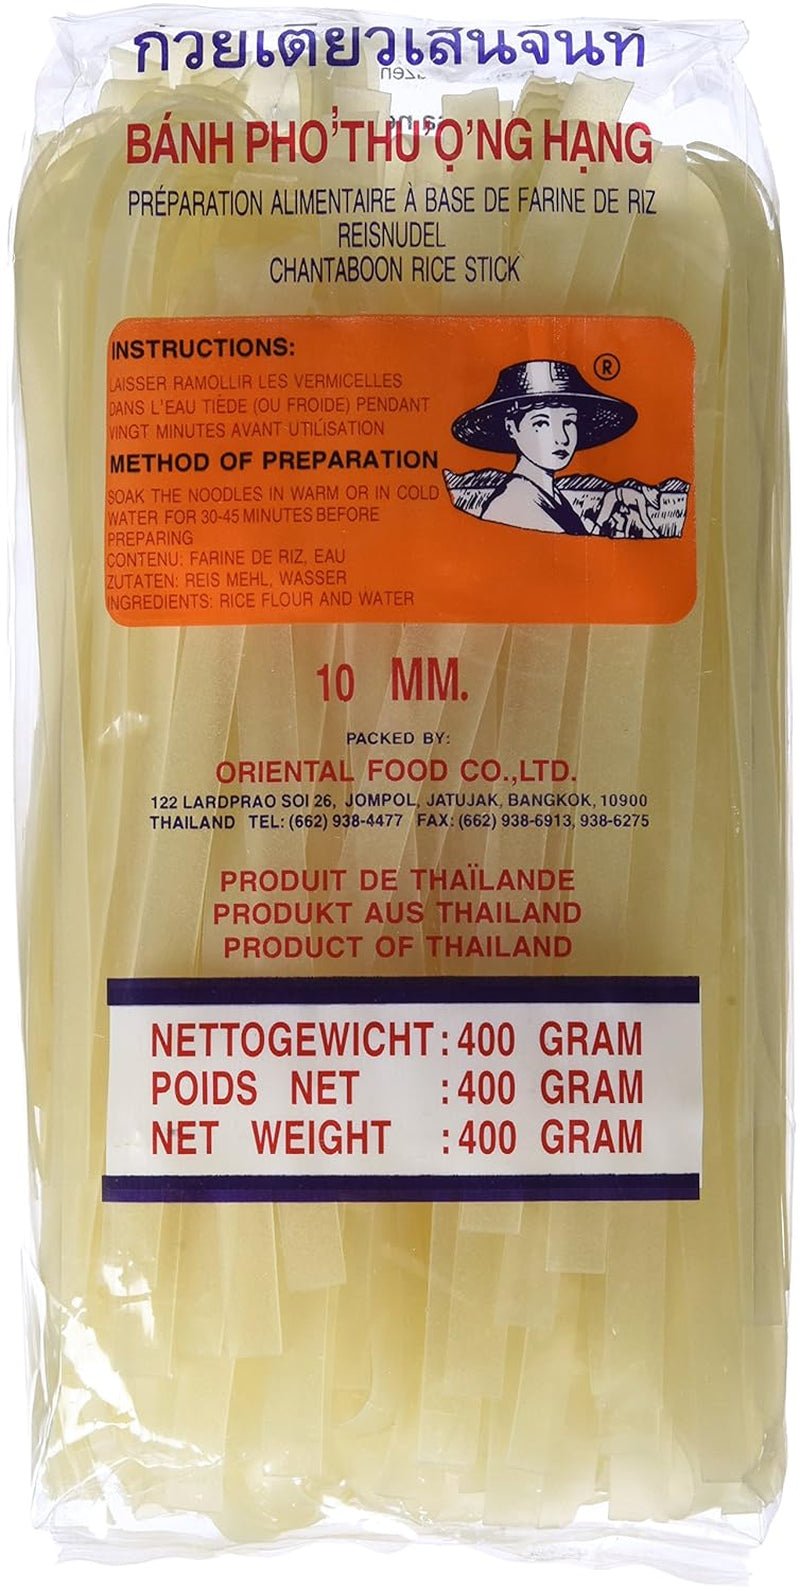 ก๋วยเตี๋ยวเส้นจันท์
BÁNH PHO'̉ THU'Ọ'NG HẠNG
PRÉPARATION ALIMENTAIRE À BASE DE FARINE DE RIZ
REISNUDEL
CHANTABOON RICE STICK
INSTRUCTIONS:
LAISSER RAMOLLIR LES VERMICELLES
DANS L'EAU TIÈDE (OU FROIDE) PENDANT
VINGT MINUTES AVANT UTILISATION
METHOD OF PREPARATION
SOAK THE NOODLES IN WARM OR IN COLD
WATER FOR 30-45 MINUTES BEFORE
PREPARING
CONTENU: FARINE DE RIZ, EAU
ZUTATEN: REIS MEHL, WASSER
INGREDIENTS: RICE FLOUR AND WATER
®
10 MM.
PACKED BY:
ORIENTAL FOOD CO.,LTD.
122 LARDPRAO SOI 26, JOMPOL, JATUJAK, BANGKOK, 10900
THAILAND TEL: (662) 938-4477 FAX: (662) 938-6913, 938-6275
PRODUIT DE THAÏLANDE
PRODUKT AUS THAILAND
PRODUCT OF THAILAND
NETTOGEWICHT : 400 GRAM
POIDS NET : 400 GRAM
NET WEIGHT : 400 GRAM